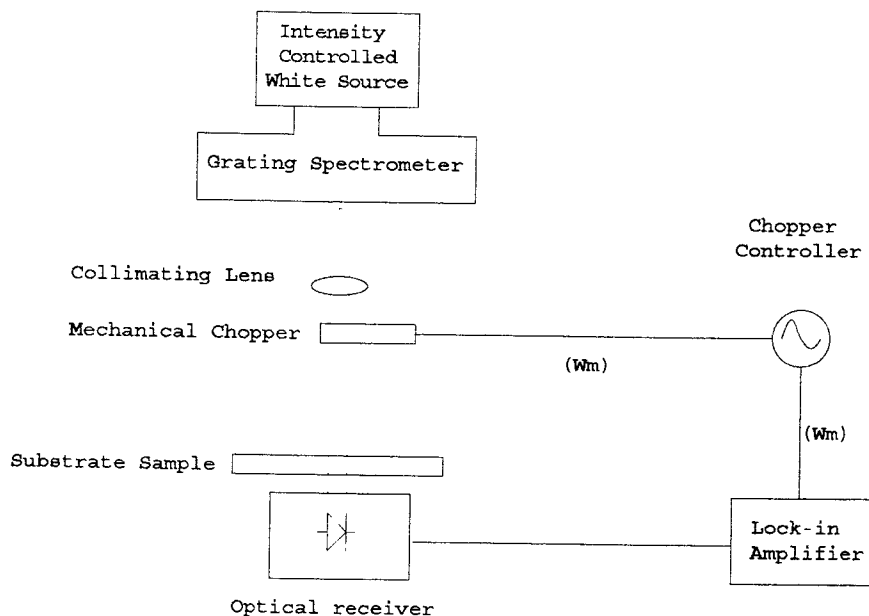 Intensity
Controlled
White Source
Grating Spectrometer
Chopper
Controller
Collimating Lens
Mechanical Chopper
(Wm)
(Wm)
Substrate Sample
Lock-in
Amplifier
Optical receiver